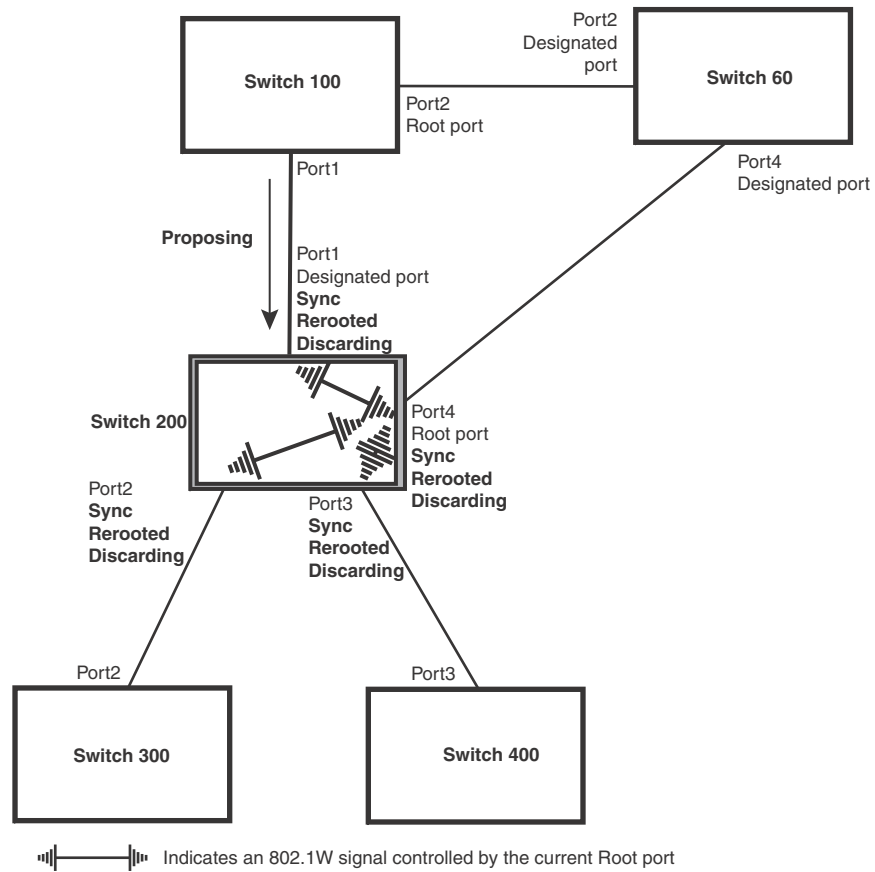 Port2
Designated
port
Switch 100
Switch 60
Port2
Root port
Port4
Designated port
Port1
Proposing
Port1
Designated port
Sync
Rerooted
Discarding
Switch 200
Port4
Root port
Sync
Rerooted
Discarding
Port2
Sync
Rerooted
Discarding
Port3
Sync
Rerooted
Discarding
Port2
Port3
Switch 300
Switch 400
Indicates an 802.1W signal controlled by the current Root port